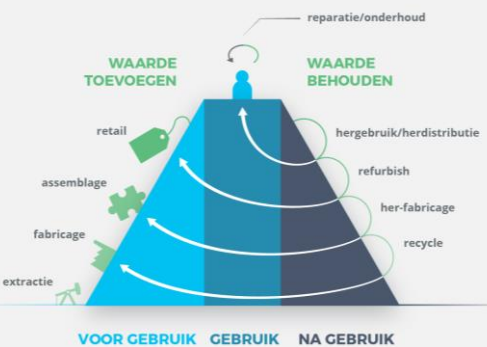 reparatie/onderhoud
WAARDE
TOEVOEGEN
WAARDE
BEHOUDEN
retail
hergebruik/herdistributie
refurbish
assemblage
her-fabricage
fabricage
recycle
extractie
VOOR GEBRUIK GEBRUIK NA GEBRUIK